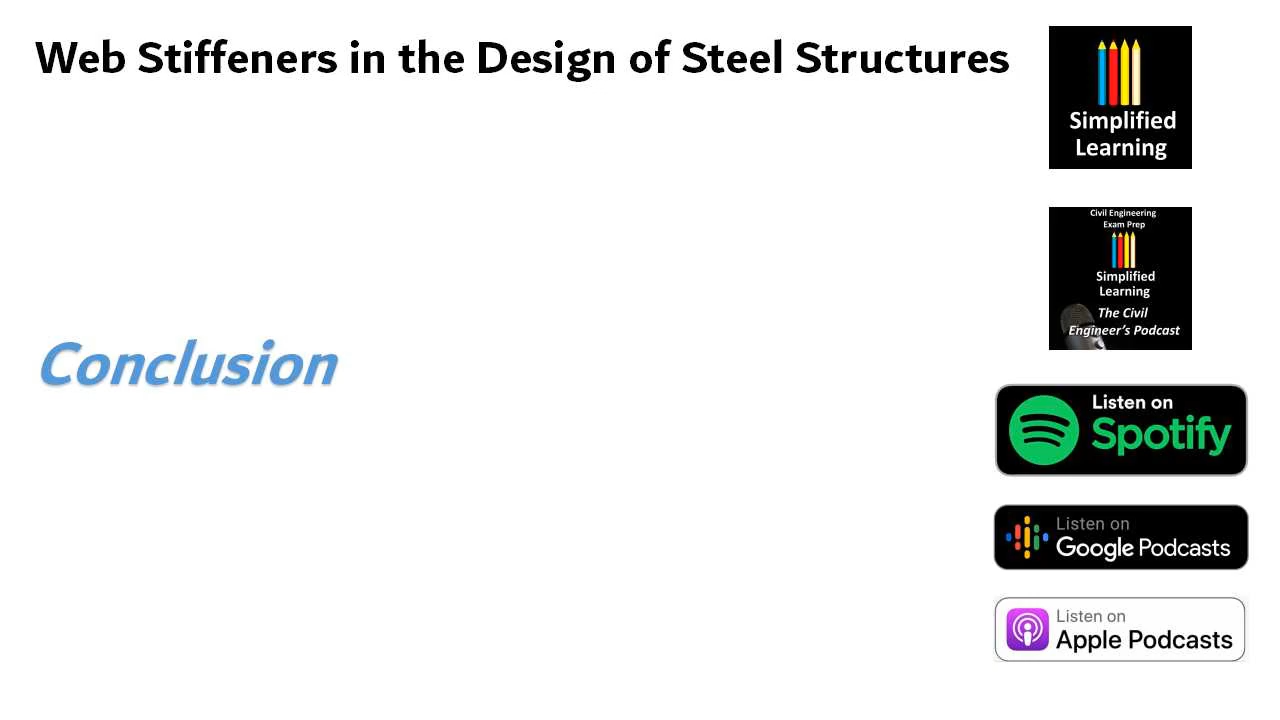 Web Stiffeners in the Design of Steel Structures
Simplified
Learning
Civil Engineering
Exam Prep
Simplified
Learning
The Civil
Engineer's Podcast
Conclusion
Listen on
Spotify
Listen on
Google Podcasts
Listen on
Apple Podcasts